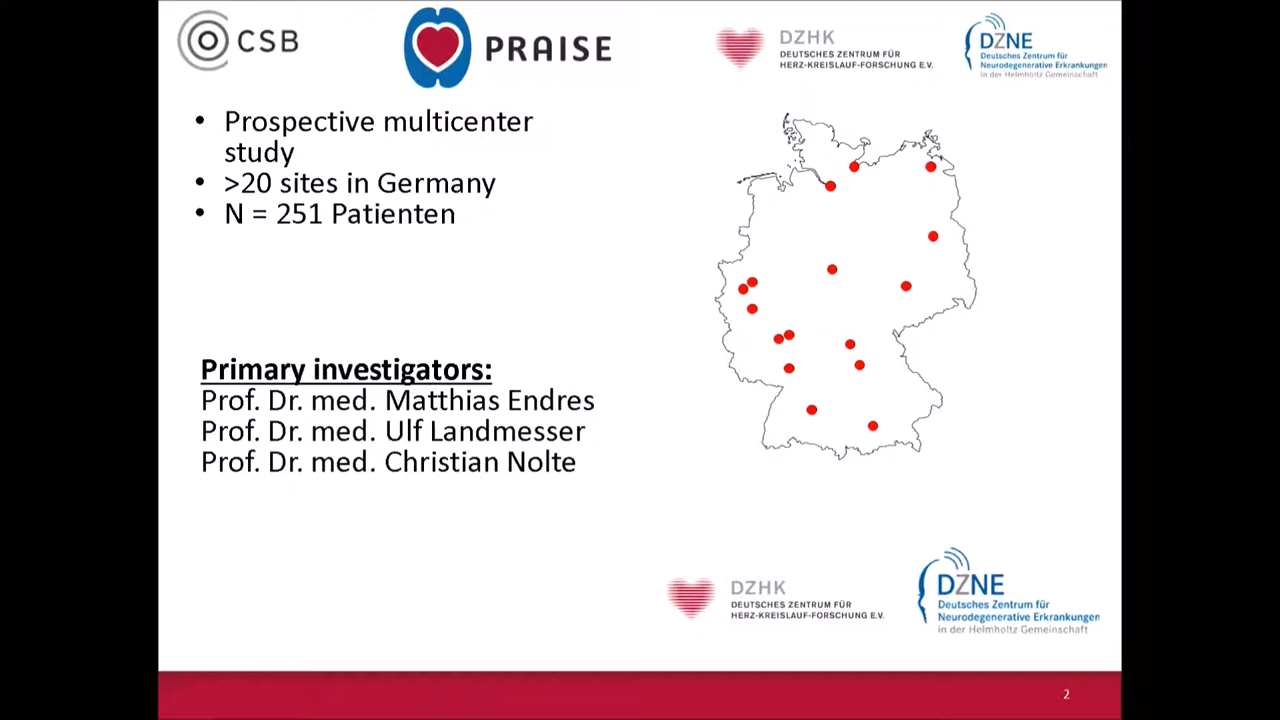 CSB
PRAISE
DZHK
DEUTSCHES ZENTRUM FÜR
HERZ-KREISLAUF-FORSCHUNG E.V.
DZNE
Deutsches Zentrum für
Neurodegenerative Erkrankungen
in der Helmholtz Gemeinschaft
• Prospective multicenter
study
• >20 sites in Germany
• N = 251 Patienten
Primary investigators:
Prof. Dr. med. Matthias Endres
Prof. Dr. med. Ulf Landmesser
Prof. Dr. med. Christian Nolte
DZHK
DEUTSCHES ZENTRUM FÜR
HERZ-KREISLAUF-FORSCHUNG E.V.
DZNE
Deutsches Zentrum für
Neurodegenerative Erkrankungen
in der Helmholtz Gemeinschaft
2